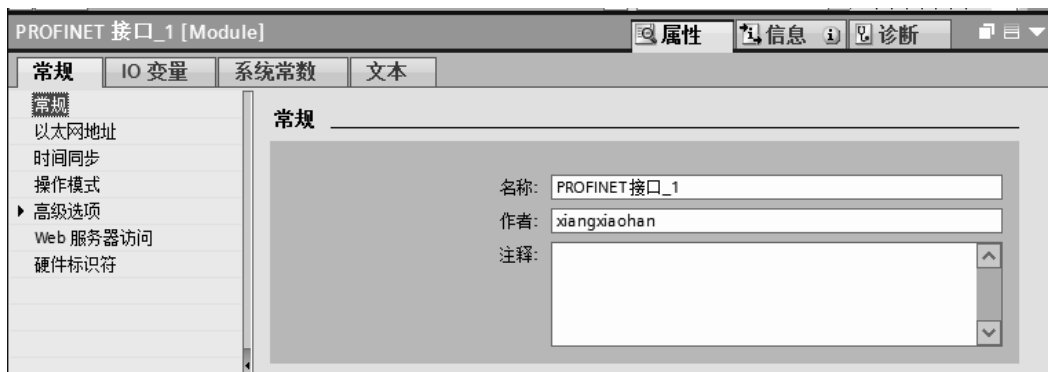 PROFINET 接口_1 [Module]
属性 信息 诊断
常规 IO 变量 系统常数 文本
常规
以太网地址
时间同步
操作模式
高级选项
Web 服务器访问
硬件标识符
常规
名称: PROFINET接口_1
作者: xiangxiaohan
注释: